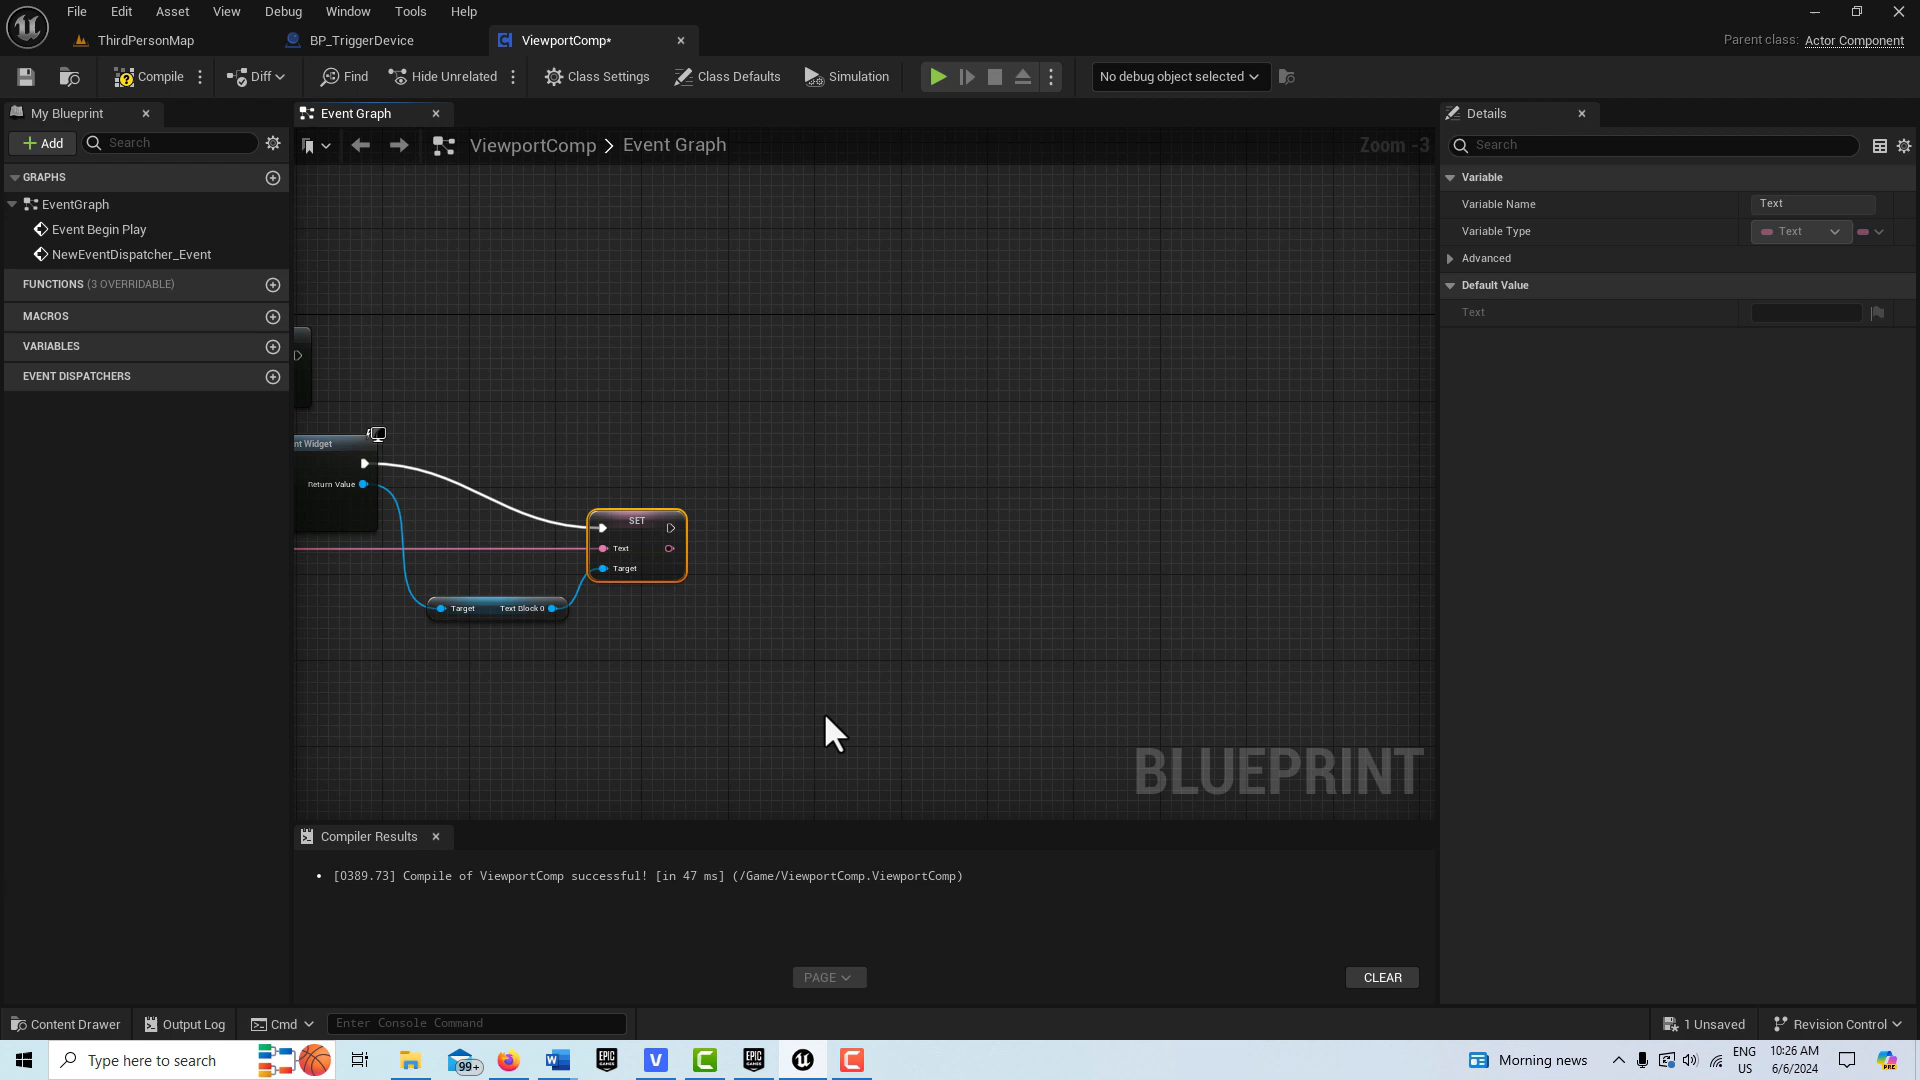 File Edit Asset View Debug Window Tools Help
ThirdPersonMap BP_TriggerDevice ViewportComp*
Parent class: Actor Component
Compile Diff Find Hide Unrelated Class Settings Class Defaults Simulation No debug object selected
My Blueprint
Add Search
GRAPHS
EventGraph
Event Begin Play
NewEventDispatcher_Event
FUNCTIONS (3 OVERRIDABLE)
MACROS
VARIABLES
EVENT DISPATCHERS
Event Graph
ViewportComp > Event Graph
Zoom -3
nt Widget
Return Value
SET
Text
Target
Target Text Block 0
BLUEPRINT
Compiler Results
• [0389.73] Compile of ViewportComp successful! [in 47 ms] (/Game/ViewportComp.ViewportComp)
PAGE
CLEAR
Details
Search
Variable
Variable Name Text
Variable Type Text
Advanced
Default Value
Text
Content Drawer Output Log Cmd Enter Console Command
1 Unsaved Revision Control
Type here to search
99+
EPIC GAMES
V
EPIC GAMES
Morning news
ENG
US
10:26 AM
6/6/2024
PRE